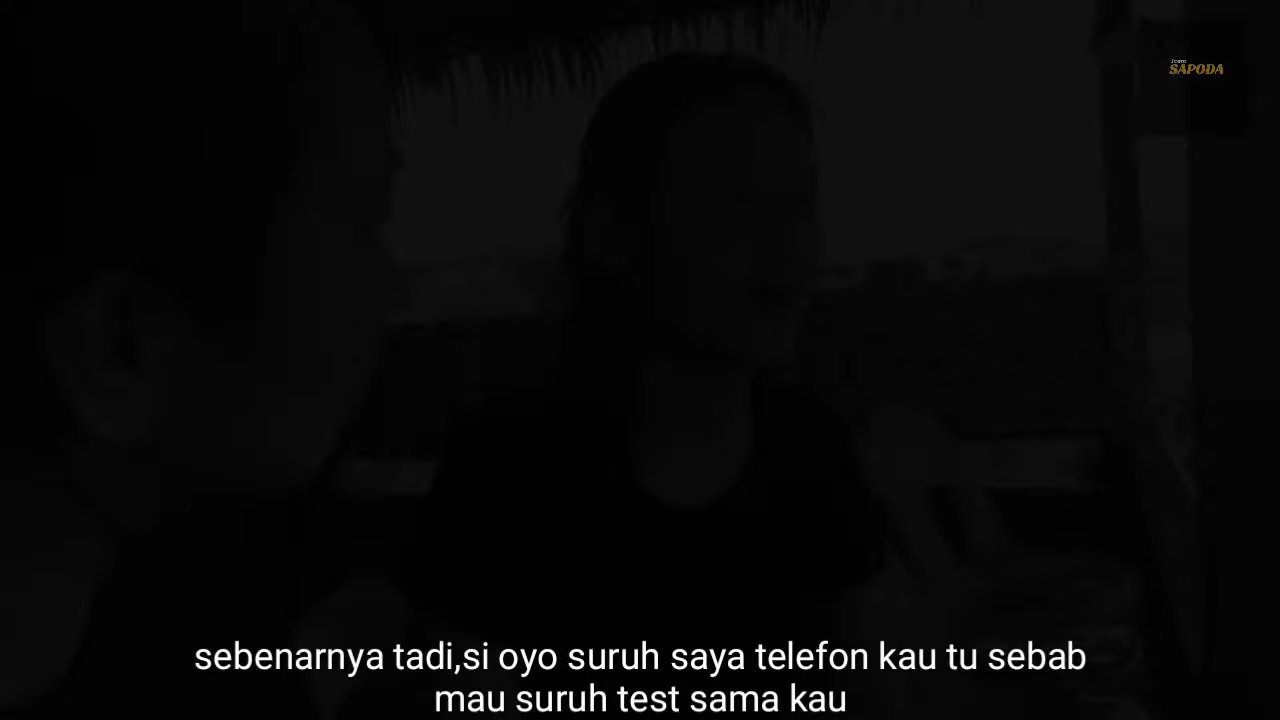 SAPODA
sebenarnya tadi,si oyo suruh saya telefon kau tu sebab
mau suruh test sama kau